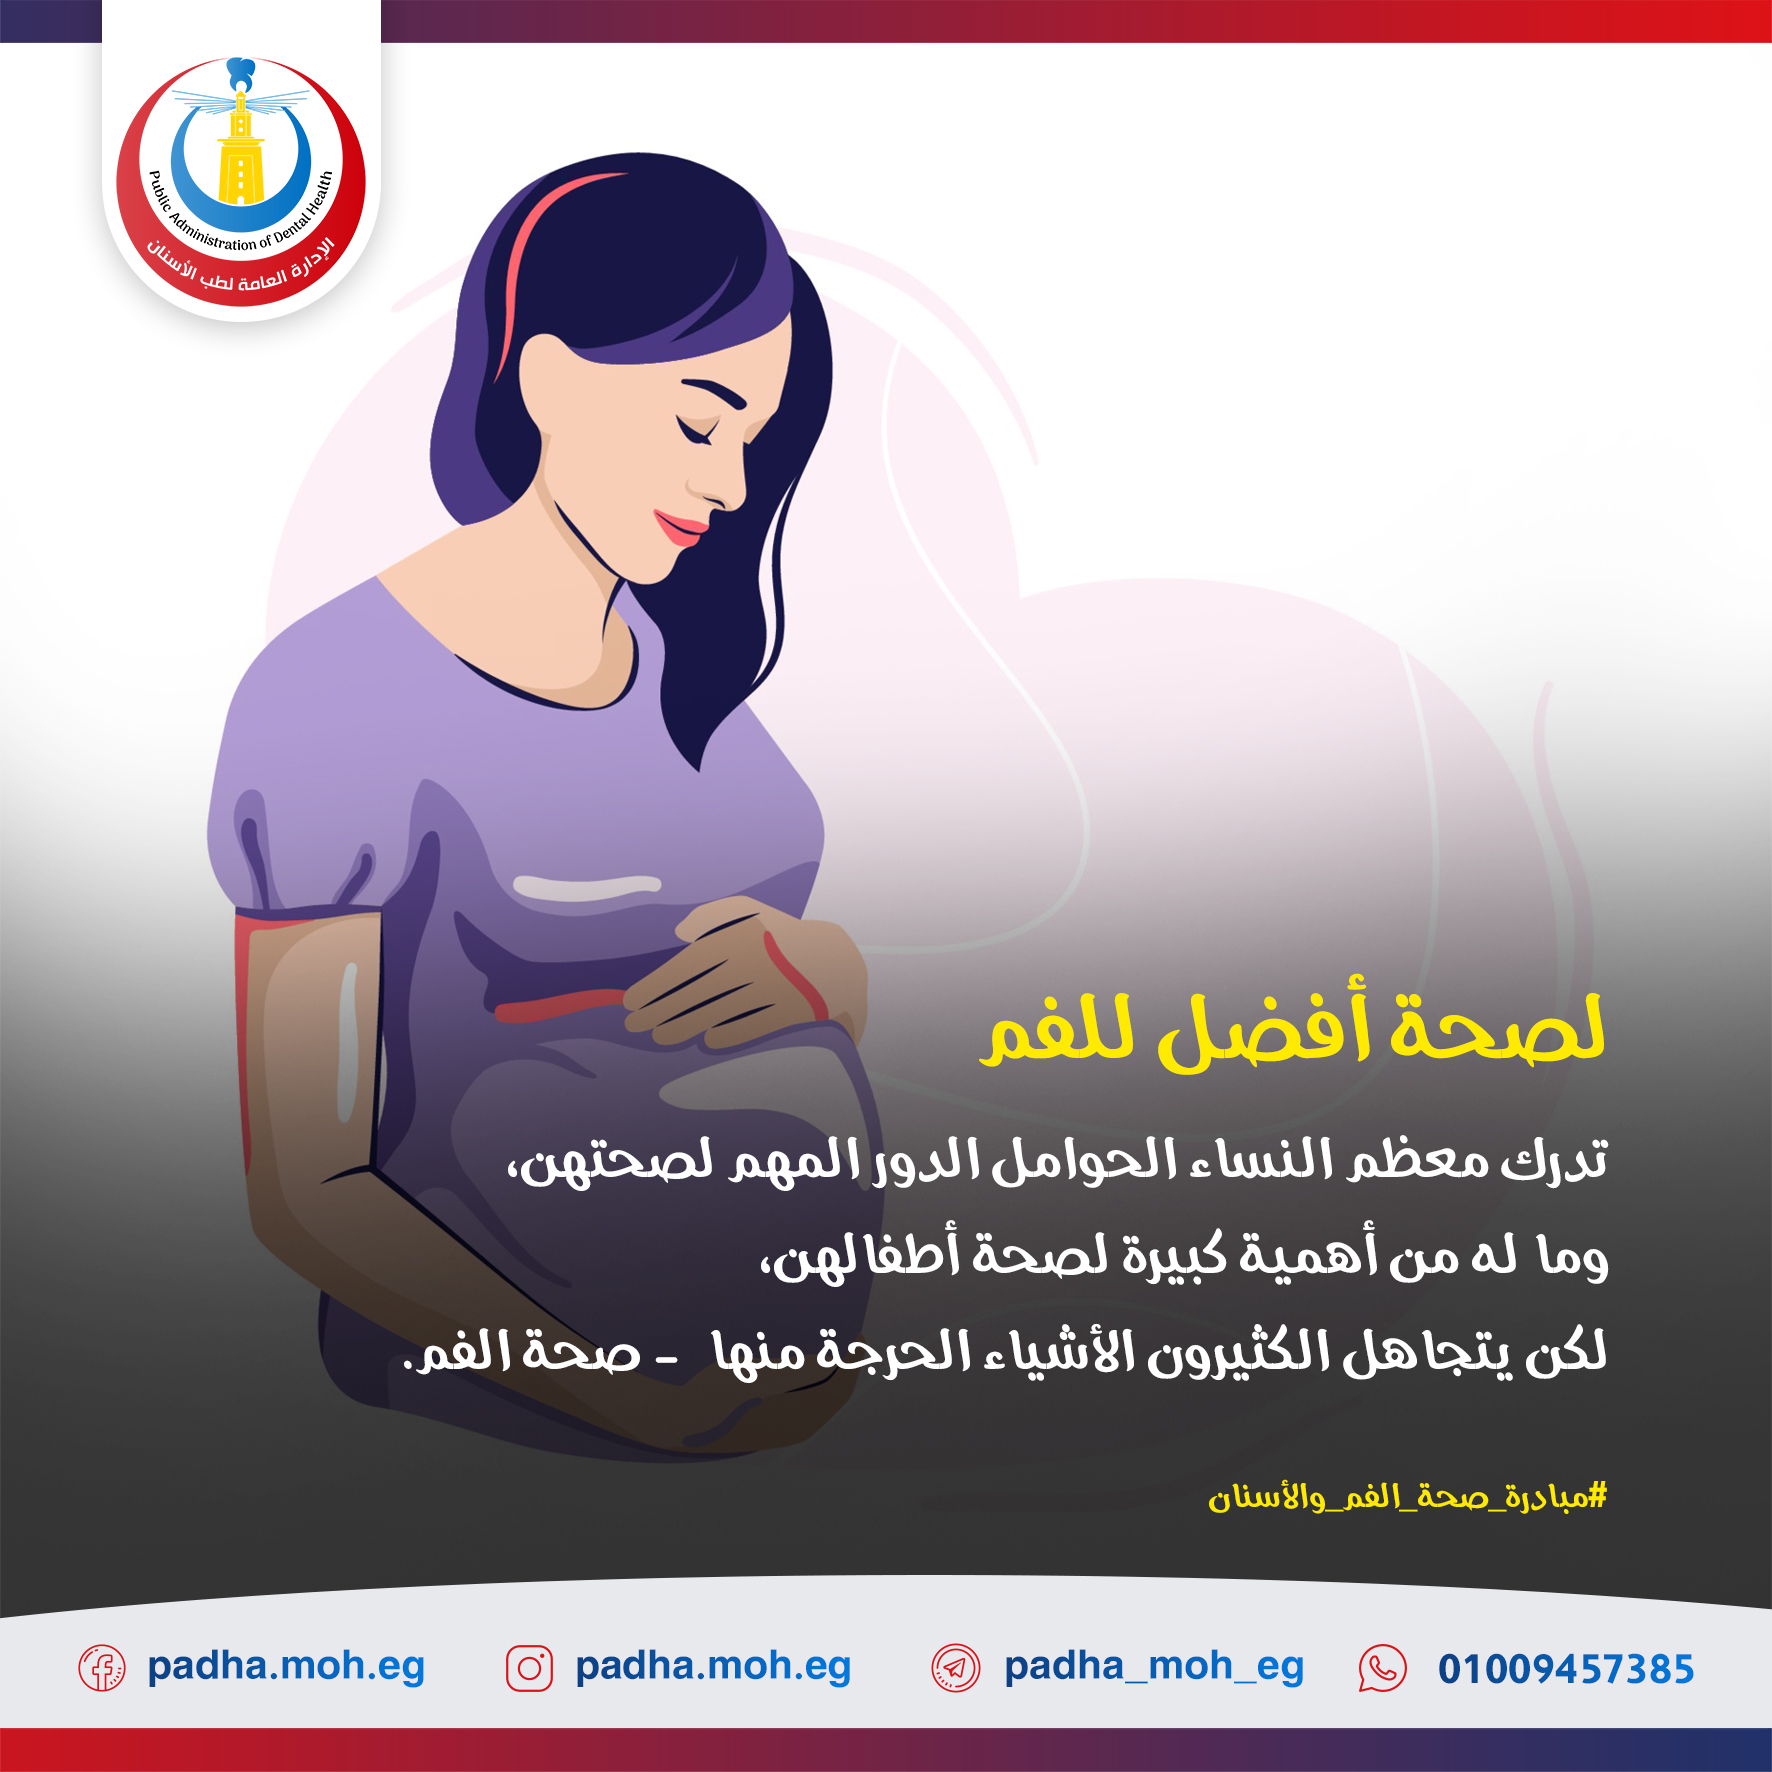 Public Administration of Dental Health
الإدارة العامة لطب الأسنان
لصحة أفضل للفم
تدرك معظم النساء الحوامل الدور المهم لصحتهن،
وما له من أهمية كبيرة لصحة أطفالهن،
لكن يتجاهل الكثيرون الأشياء الحرجة منها - صحة الفم.
#مبادرة_صحة_الفم_والأسنان
padha.moh.eg padha.moh.eg padha_moh_eg 01009457385